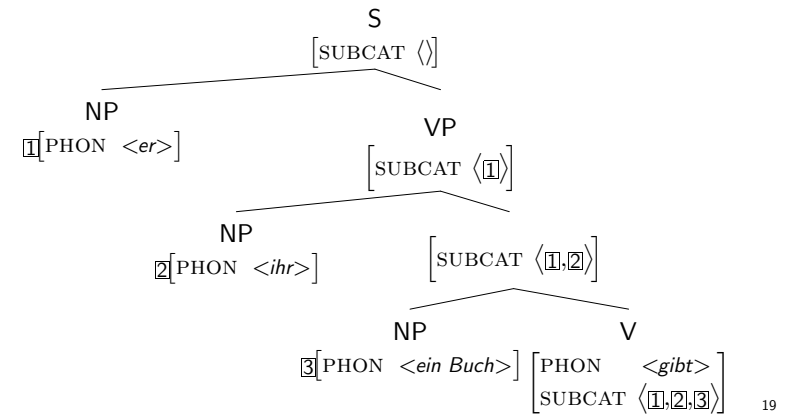 S
[SUBCAT ⟨⟩]
NP
1[PHON <er>]
VP
[SUBCAT ⟨1⟩]
NP
2[PHON <ihr>]
[SUBCAT ⟨1,2⟩]
NP
3[PHON <ein Buch>]
V
[PHON <gibt>
SUBCAT ⟨1,2,3⟩]
19